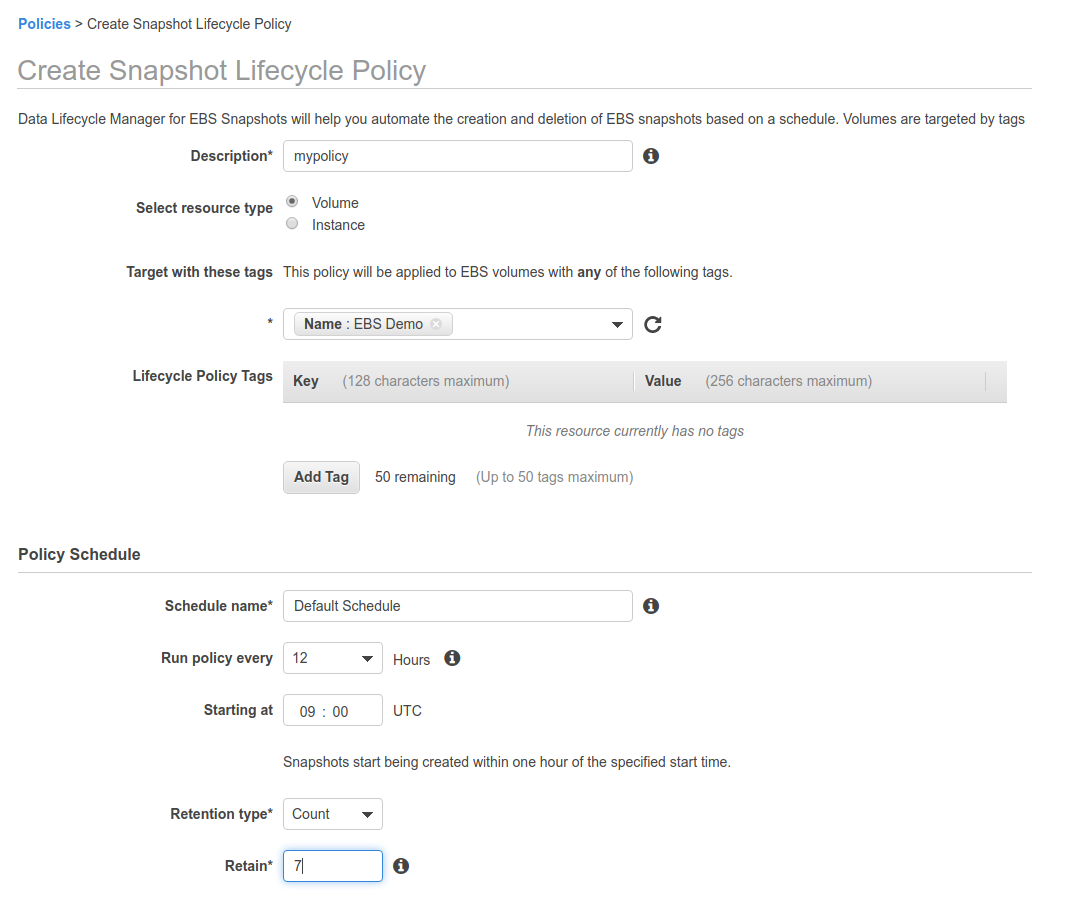 Policies > Create Snapshot Lifecycle Policy
Create Snapshot Lifecycle Policy
Data Lifecycle Manager for EBS Snapshots will help you automate the creation and deletion of EBS snapshots based on a schedule. Volumes are targeted by tags
Description* mypolicy
Select resource type Volume
Instance
Target with these tags This policy will be applied to EBS volumes with any of the following tags.
* Name : EBS Demo
Lifecycle Policy Tags Key (128 characters maximum) Value (256 characters maximum)
This resource currently has no tags
Add Tag 50 remaining (Up to 50 tags maximum)
Policy Schedule
Schedule name* Default Schedule
Run policy every 12 Hours
Starting at 09 : 00 UTC
Snapshots start being created within one hour of the specified start time.
Retention type* Count
Retain* 7